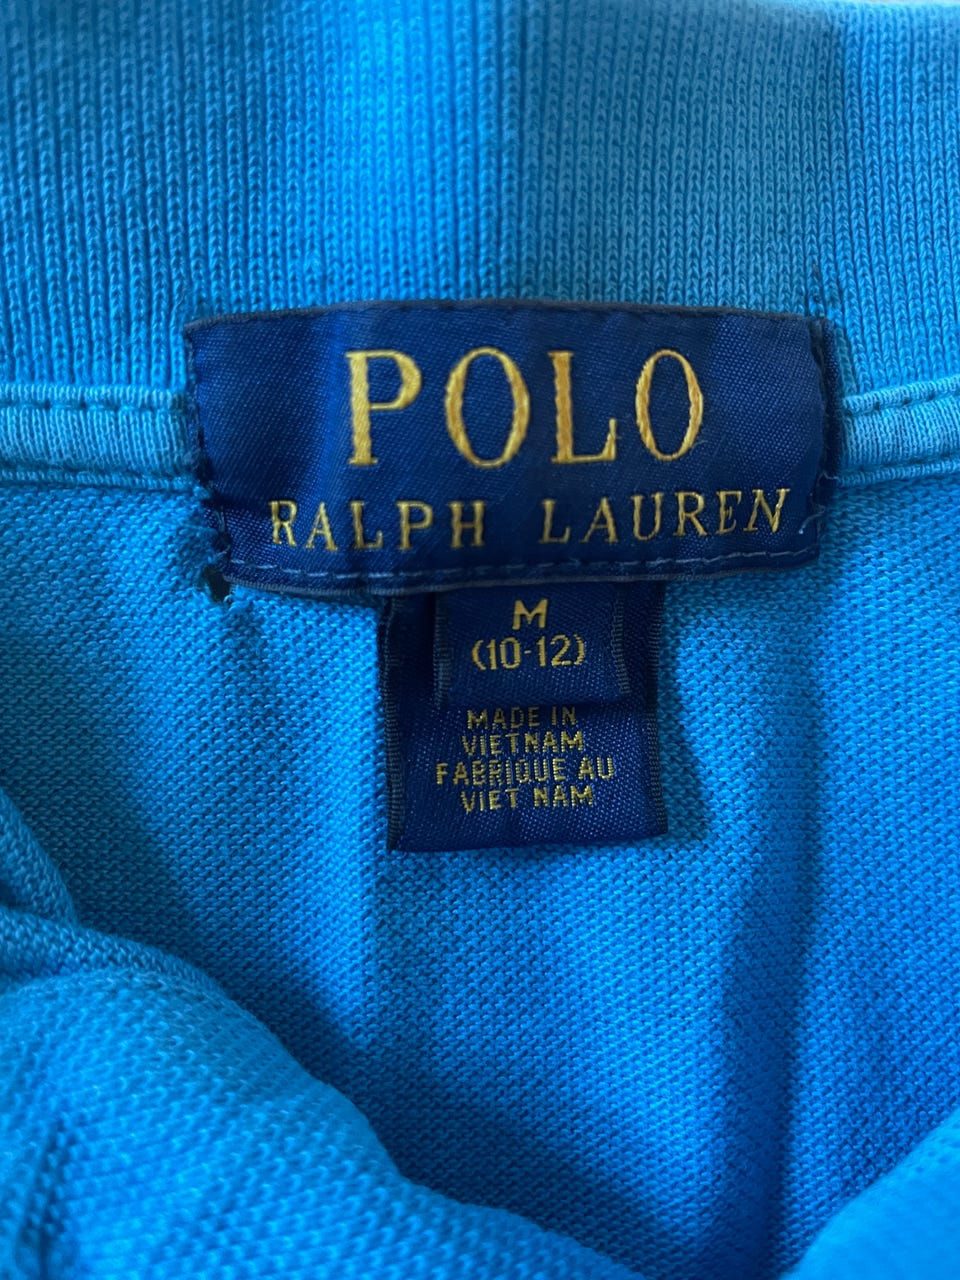 POLO
RALPH LAUREN
M
(10-12)
MADE IN
VIETNAM
FABRIQUE AU
VIET NAM